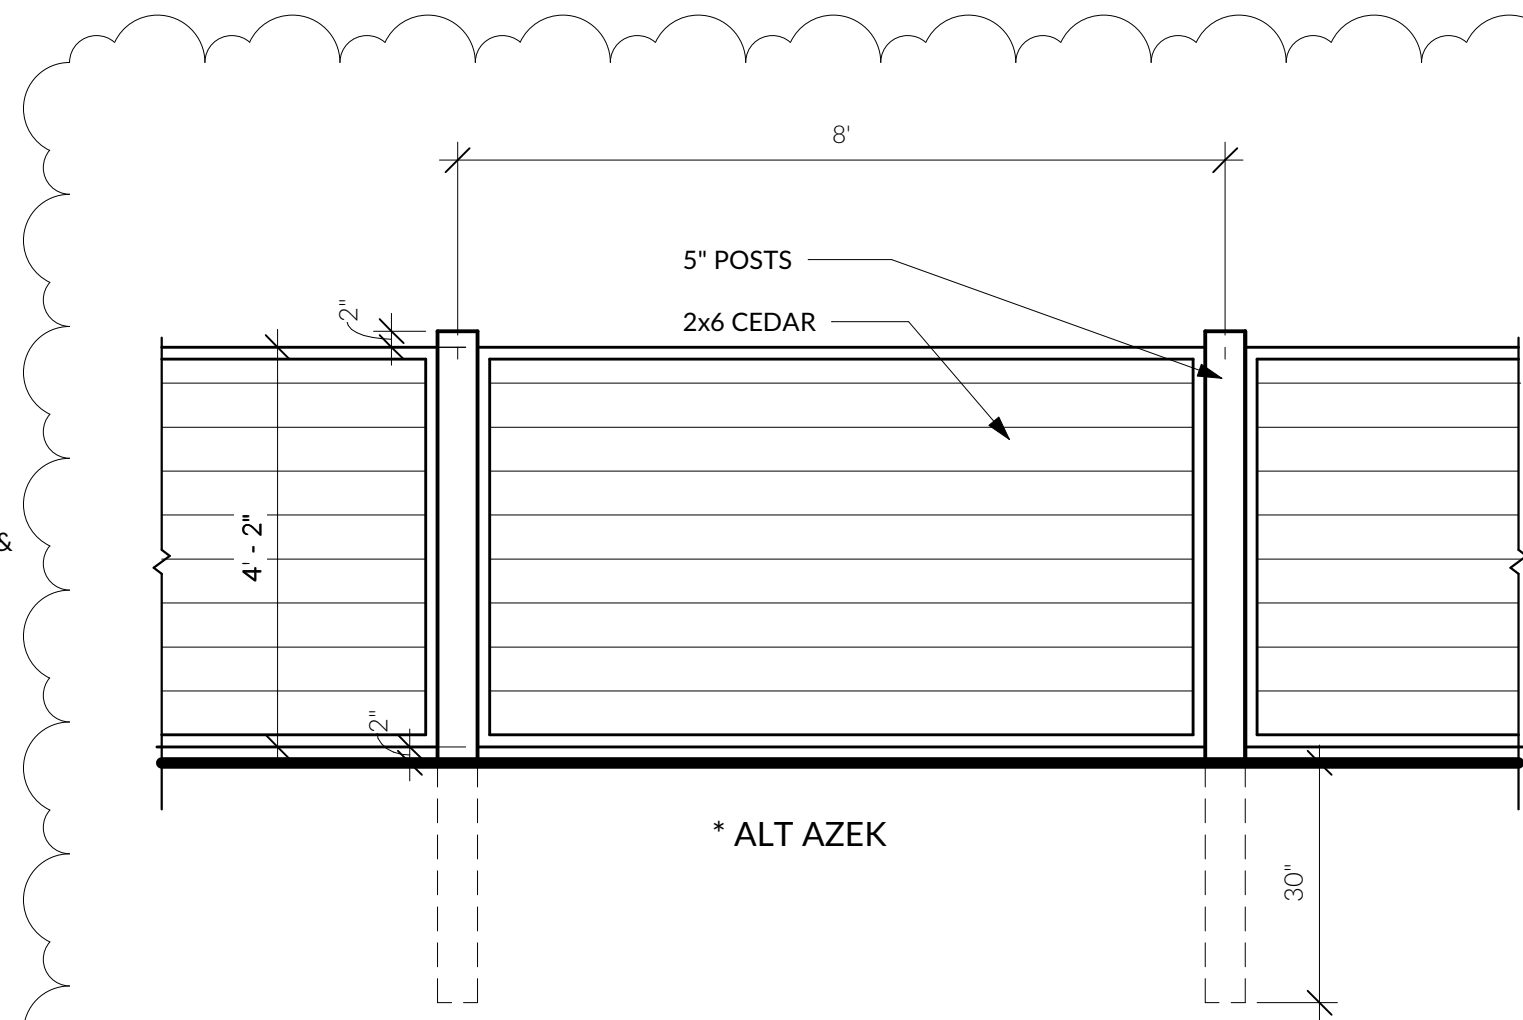 8'
5" POSTS
2"
2x6 CEDAR
4' - 2"
&
2"
* ALT AZEK
30"